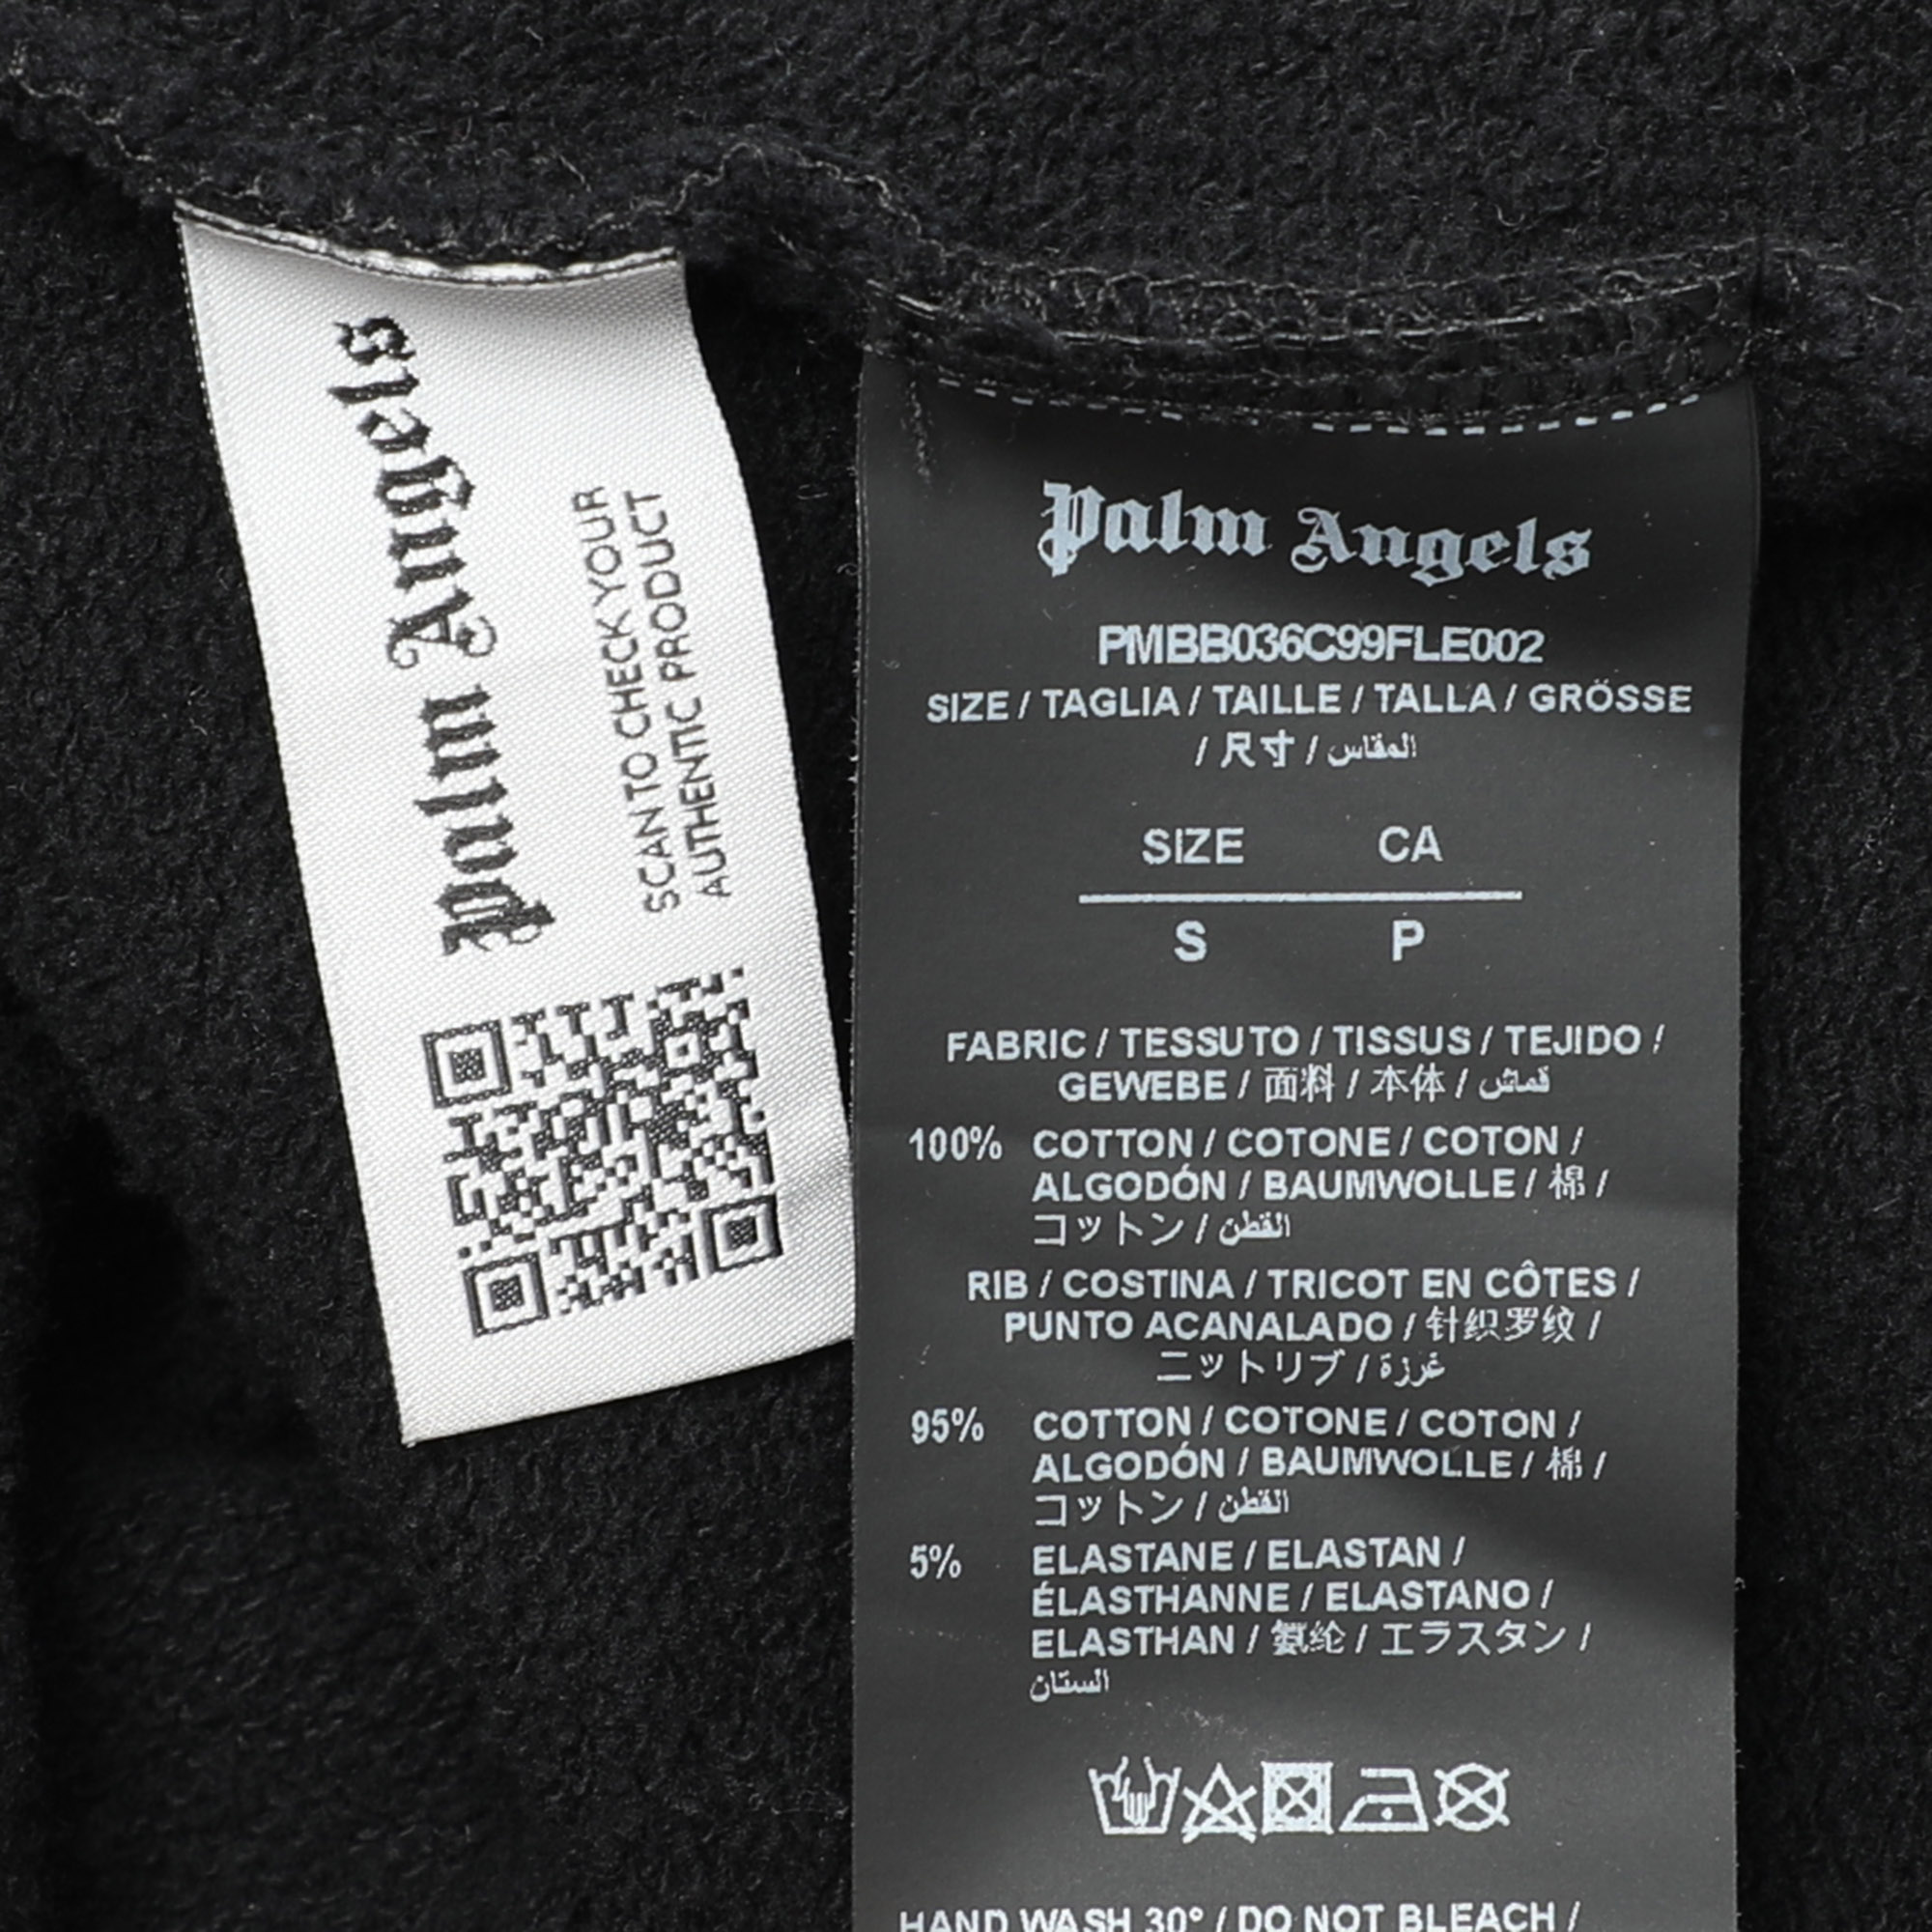 Palm Angels
SCAN TO CHECK YOUR
AUTHENTIC PRODUCT
Palm Angels
PMBB036C99FLE002
SIZE / TAGLIA / TAILLE / TALLA / GRÖSSE
/ 尺寸 / المقاس
SIZE CA
S P
FABRIC / TESSUTO / TISSUS / TEJIDO /
GEWEBE / 面料 / 本体 / قماش
100% COTTON / COTONE / COTON /
ALGODÓN / BAUMWOLLE / 棉 /
コットン / القطن
RIB / COSTINA / TRICOT EN CÔTES /
PUNTO ACANALADO / 针织罗纹 /
ニットリブ / غرزة
95% COTTON / COTONE / COTON /
ALGODÓN / BAUMWOLLE / 棉 /
コットン / القطن
5% ELASTANE / ELASTAN /
ÉLASTHANNE / ELASTANO /
ELASTHAN / 氨纶 / エラスタン /
الستان
HAND WASH 30° / DO NOT BLEACH /